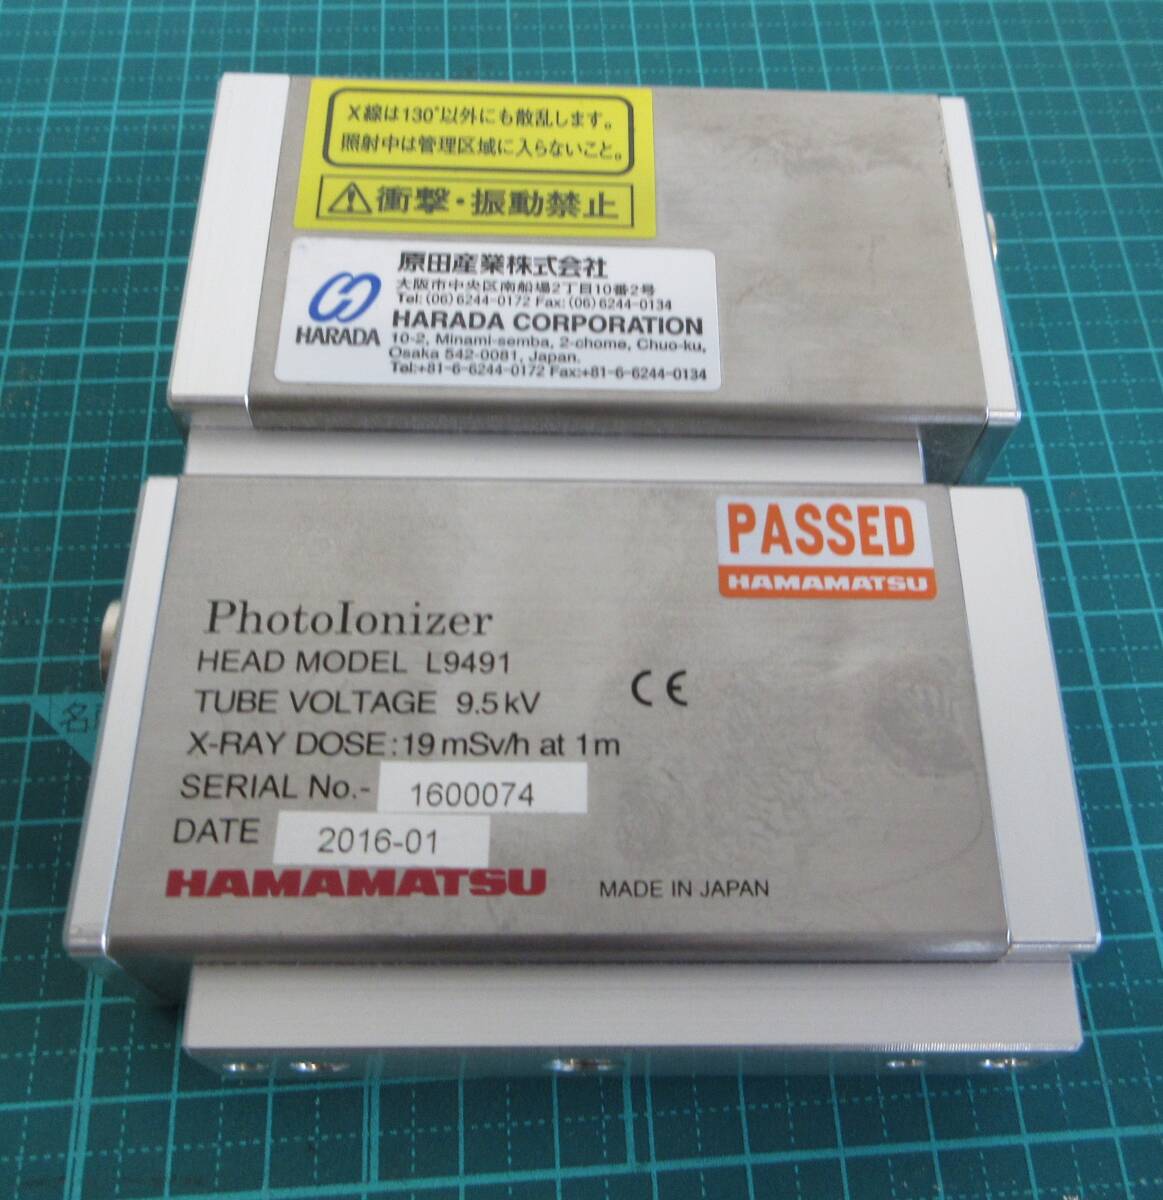 X線は130°以外にも散乱します。
照射中は管理区域に入らないこと。
衝撃・振動禁止
HARADA
原田産業株式会社
大阪市中央区南船場2丁目10番2号
Tel:(06)6244-0172 Fax:(06)6244-0134
HARADA CORPORATION
10-2, Minami-semba, 2-chome, Chuo-ku,
Osaka 542-0081, Japan.
Tel:+81-6-6244-0172 Fax:+81-6-6244-0134
PASSED
HAMAMATSU
PhotoIonizer
HEAD MODEL L9491
TUBE VOLTAGE 9.5kV
CE
X-RAY DOSE:19mSv/h at 1m
SERIAL No.- 1600074
DATE 2016-01
HAMAMATSU
MADE IN JAPAN